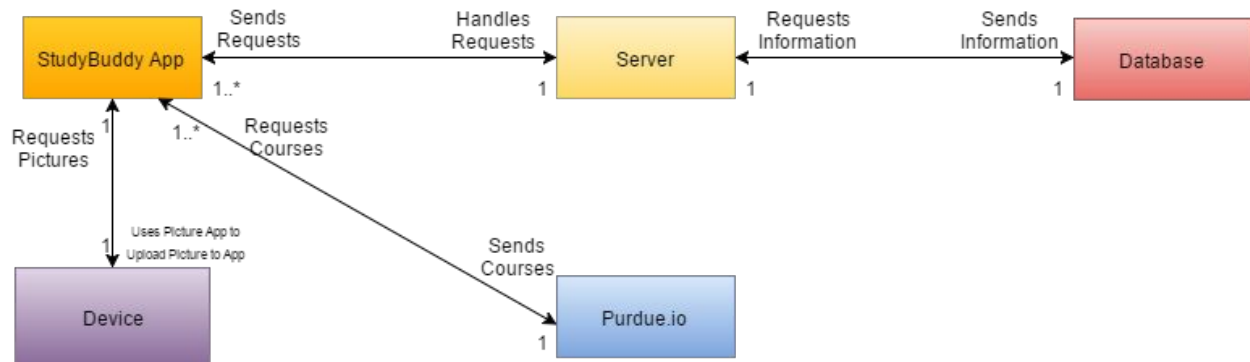 Sends
Requests
Handles
Requests
Requests
Information
Sends
Information
StudyBuddy App
Server
Database
1..*
1
1
1
1
1..*
Requests
Pictures
Requests
Courses
1
Uses Picture App to
Upload Picture to App
Sends
Courses
Device
Purdue.io
1